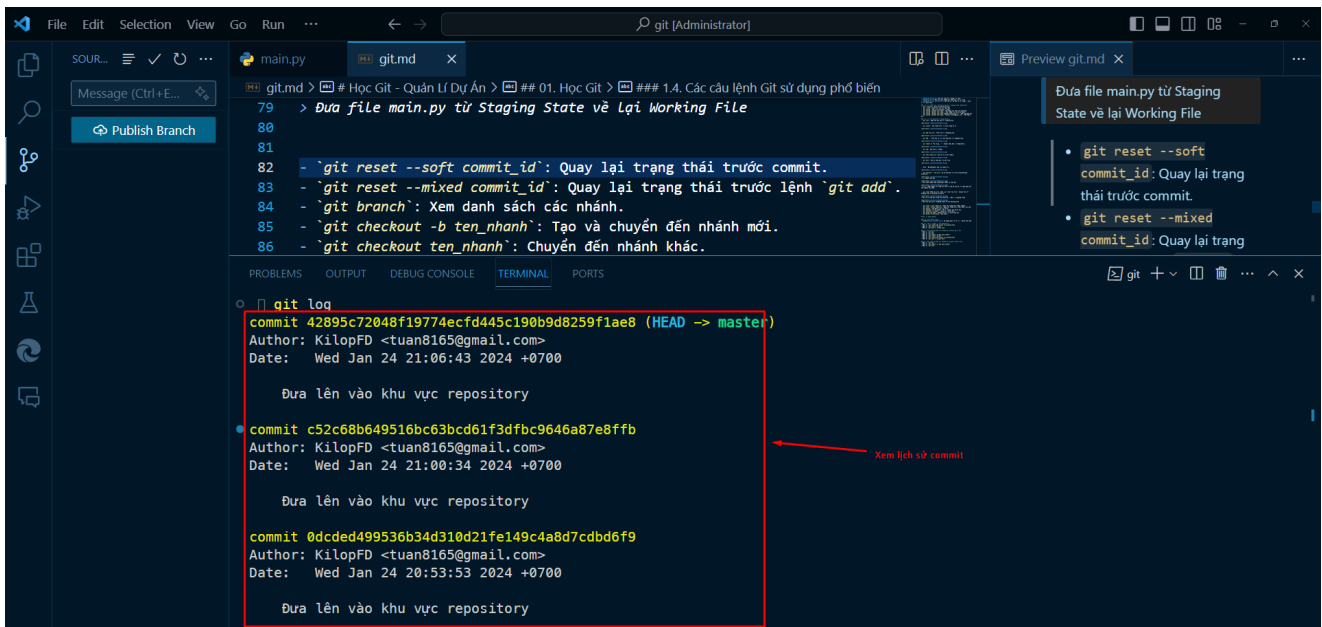 File Edit Selection View Go Run ···
git [Administrator]
SOUR...
Message (Ctrl+E...
Publish Branch
main.py
git.md
git.md > # Học Git - Quản Lí Dự Án > ## 01. Học Git > ### 1.4. Các câu lệnh Git sử dụng phổ biến
79 > Đưa file main.py từ Staging State về lại Working File
80
81
82 - `git reset --soft commit_id`: Quay lại trạng thái trước commit.
83 - `git reset --mixed commit_id`: Quay lại trạng thái trước lệnh `git add`.
84 - `git branch`: Xem danh sách các nhánh.
85 - `git checkout -b ten_nhanh`: Tạo và chuyển đến nhánh mới.
86 - `git checkout ten_nhanh`: Chuyển đến nhánh khác.
Preview git.md
Đưa file main.py từ Staging
State về lại Working File
• git reset --soft
commit_id: Quay lại trạng
thái trước commit.
• git reset --mixed
commit_id: Quay lại trạng
PROBLEMS OUTPUT DEBUG CONSOLE TERMINAL PORTS
git
git log
commit 42895c72048f19774ecfd445c190b9d8259f1ae8 (HEAD -> master)
Author: KilopFD <tuan8165@gmail.com>
Date: Wed Jan 24 21:06:43 2024 +0700
Đưa lên vào khu vực repository
commit c52c68b649516bc63bcd61f3dfbc9646a87e8ffb
Author: KilopFD <tuan8165@gmail.com>
Date: Wed Jan 24 21:00:34 2024 +0700
Đưa lên vào khu vực repository
commit 0dcded499536b34d310d21fe149c4a8d7cdbd6f9
Author: KilopFD <tuan8165@gmail.com>
Date: Wed Jan 24 20:53:53 2024 +0700
Đưa lên vào khu vực repository
Xem lịch sử commit